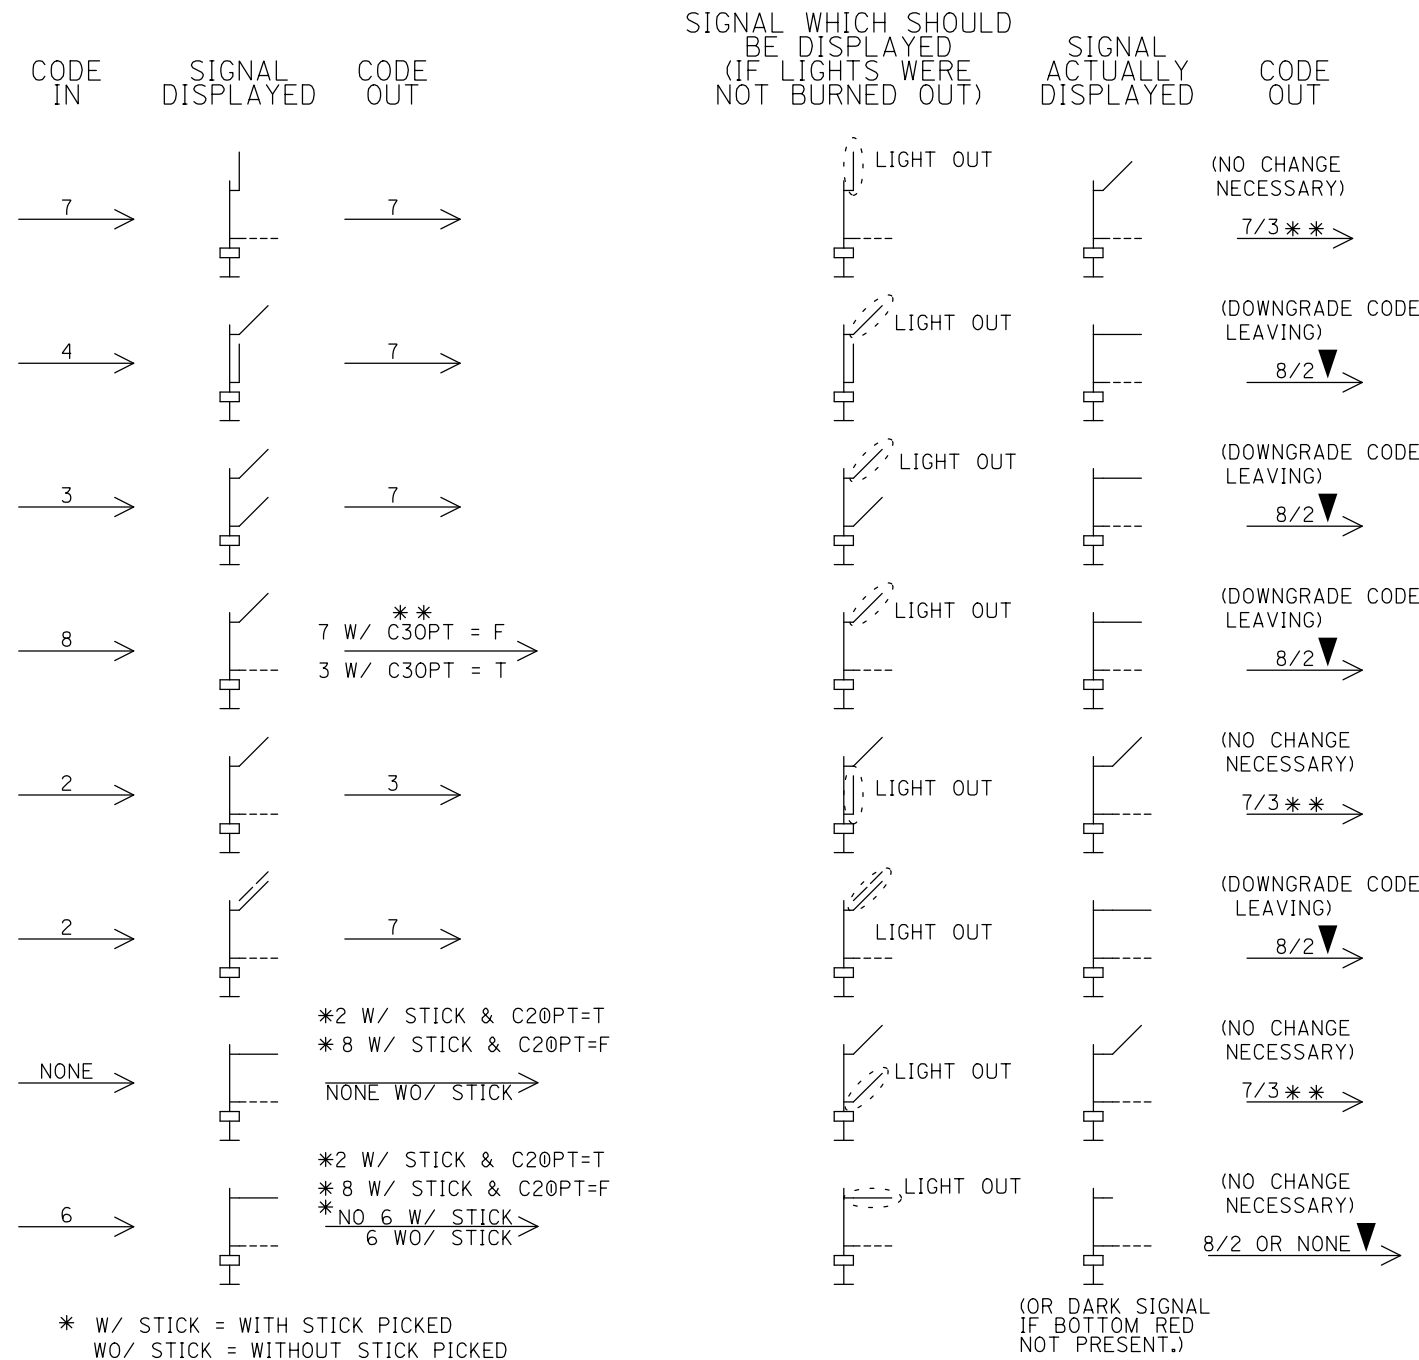 CODE
IN
SIGNAL
DISPLAYED
CODE
OUT
SIGNAL WHICH SHOULD
BE DISPLAYED
(IF LIGHTS WERE
NOT BURNED OUT)
SIGNAL
ACTUALLY
DISPLAYED
CODE
OUT
7
7
LIGHT OUT
(NO CHANGE
NECESSARY)
7/3 * *
4
7
LIGHT OUT
(DOWNGRADE CODE
LEAVING)
8/2
3
7
LIGHT OUT
(DOWNGRADE CODE
LEAVING)
8/2
8
* *
7 W/ C3OPT = F
3 W/ C3OPT = T
LIGHT OUT
(DOWNGRADE CODE
LEAVING)
8/2
2
3
LIGHT OUT
(NO CHANGE
NECESSARY)
7/3 * *
2
7
LIGHT OUT
(DOWNGRADE CODE
LEAVING)
8/2
NONE
*2 W/ STICK & C2OPT=T
* 8 W/ STICK & C2OPT=F
NONE WO/ STICK
LIGHT OUT
(NO CHANGE
NECESSARY)
7/3 * *
6
*2 W/ STICK & C2OPT=T
* 8 W/ STICK & C2OPT=F
* NO 6 W/ STICK
6 WO/ STICK
LIGHT OUT
(NO CHANGE
NECESSARY)
8/2 OR NONE
(OR DARK SIGNAL
IF BOTTOM RED
NOT PRESENT.)
* W/ STICK = WITH STICK PICKED
WO/ STICK = WITHOUT STICK PICKED